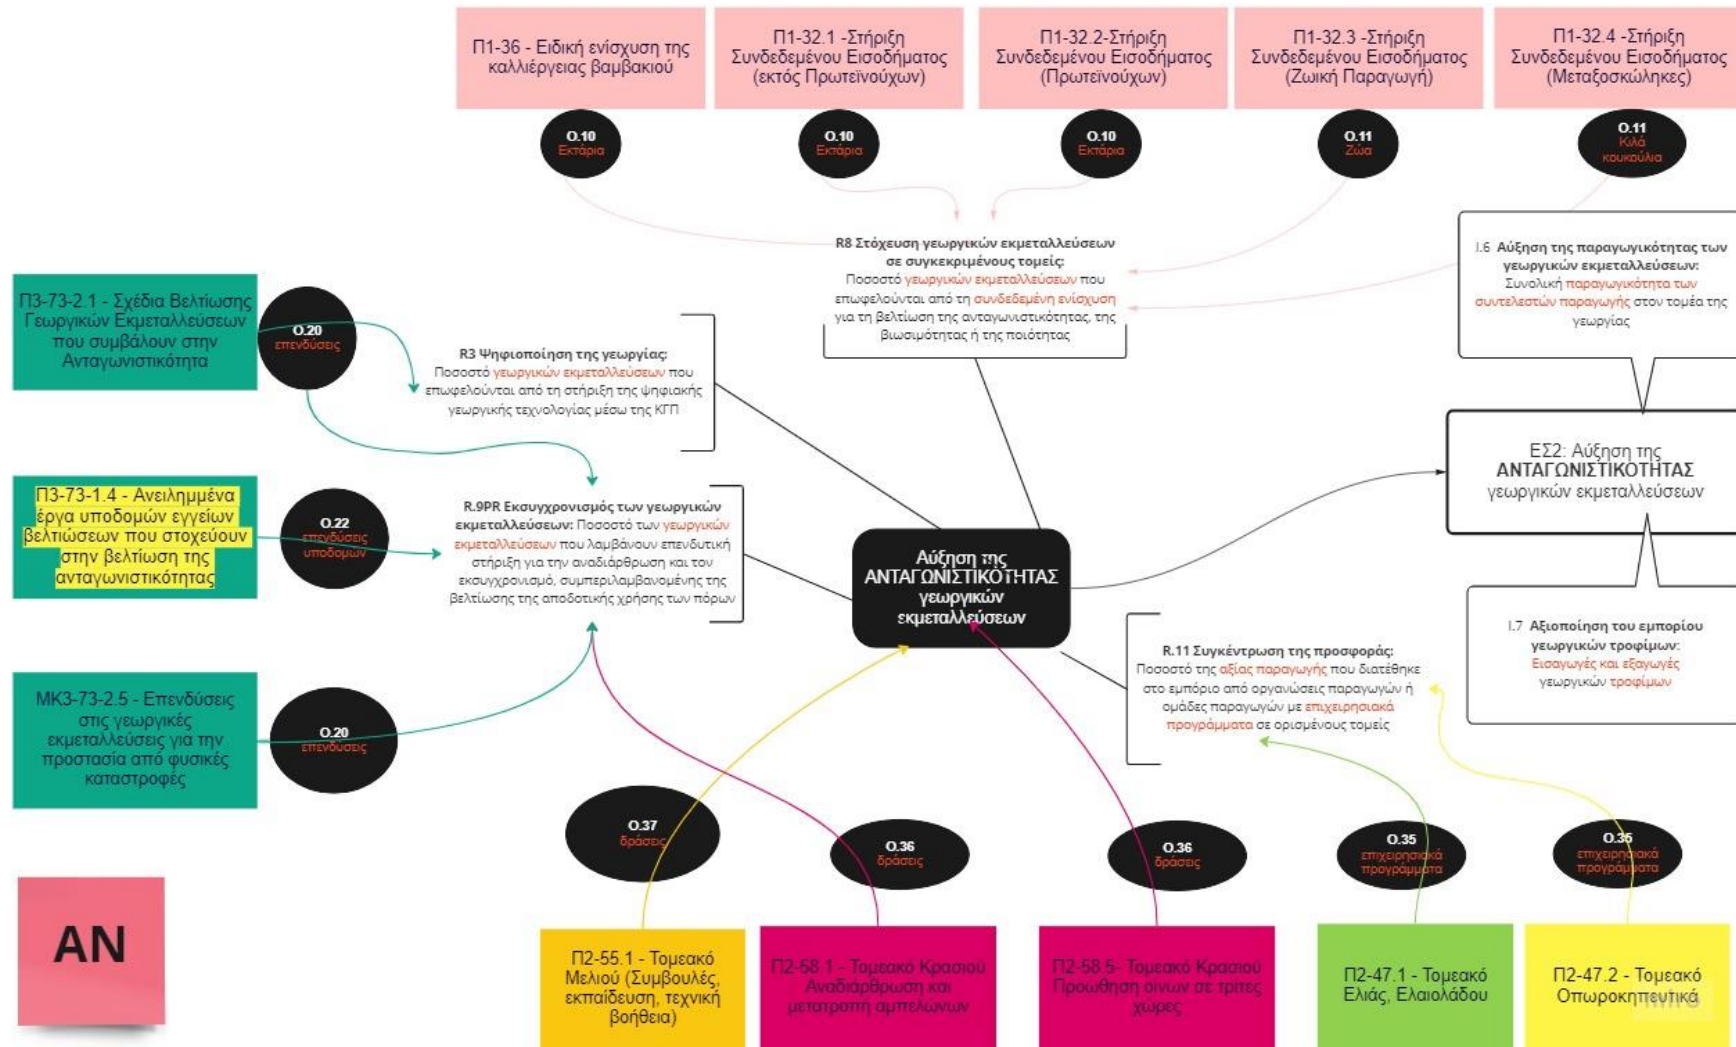 Π1-36 - Ειδική ενίσχυση της
καλλιέργειας βαμβακιού
Π1-32.1 -Στήριξη
Συνδεδεμένου Εισοδήματος
(εκτός Πρωτεϊνούχων)
Π1-32.2-Στήριξη
Συνδεδεμένου Εισοδήματος
(Πρωτεϊνούχων)
Π1-32.3 -Στήριξη
Συνδεδεμένου Εισοδήματος
(Ζωική Παραγωγή)
Π1-32.4 -Στήριξη
Συνδεδεμένου Εισοδήματος
(Μεταξοσκώληκες)
O.10
Εκτάρια
O.10
Εκτάρια
O.10
Εκτάρια
O.11
Ζώα
O.11
Κιλά
κουκούλια
R8 Στόχευση γεωργικών εκμεταλλεύσεων
σε συγκεκριμένους τομείς:
Ποσοστό γεωργικών εκμεταλλεύσεων που
επωφελούνται από τη συνδεδεμένη ενίσχυση
για τη βελτίωση της ανταγωνιστικότητας, της
βιωσιμότητας ή της ποιότητας
I.6 Αύξηση της παραγωγικότητας των
γεωργικών εκμεταλλεύσεων:
Συνολική παραγωγικότητα των
συντελεστών παραγωγής στον τομέα της
γεωργίας
Π3-73-2.1 - Σχέδια Βελτίωσης
Γεωργικών Εκμεταλλεύσεων
που συμβάλουν στην
Ανταγωνιστικότητα
O.20
επενδύσεις
R3 Ψηφιοποίηση της γεωργίας:
Ποσοστό γεωργικών εκμεταλλεύσεων που
επωφελούνται από τη στήριξη της ψηφιακής
γεωργικής τεχνολογίας μέσω της ΚΓΠ
ΕΣ2: Αύξηση της
ΑΝΤΑΓΩΝΙΣΤΙΚΟΤΗΤΑΣ
γεωργικών εκμεταλλεύσεων
Π3-73-1.4 - Ανειλημμένα
έργα υποδομών εγγείων
βελτιώσεων που στοχεύουν
στην βελτίωση της
ανταγωνιστικότητας
O.22
επενδύσεις
υποδομών
R.9PR Εκσυγχρονισμός των γεωργικών
εκμεταλλεύσεων: Ποσοστό των γεωργικών
εκμεταλλεύσεων που λαμβάνουν επενδυτική
στήριξη για την αναδιάρθρωση και τον
εκσυγχρονισμό, συμπεριλαμβανομένης της
βελτίωσης της αποδοτικής χρήσης των πόρων
Αύξηση της
ΑΝΤΑΓΩΝΙΣΤΙΚΟΤΗΤΑΣ
γεωργικών
εκμεταλλεύσεων
I.7 Αξιοποίηση του εμπορίου
γεωργικών τροφίμων:
Εισαγωγές και εξαγωγές
γεωργικών τροφίμων
R.11 Συγκέντρωση της προσφοράς:
Ποσοστό της αξίας παραγωγής που διατέθηκε
στο εμπόριο από οργανώσεις παραγωγών ή
ομάδες παραγωγών με επιχειρησιακά
προγράμματα σε ορισμένους τομείς
ΜΚ3-73-2.5 - Επενδύσεις
στις γεωργικές
εκμεταλλεύσεις για την
προστασία από φυσικές
καταστροφές
O.20
επενδύσεις
O.37
δράσεις
O.36
δράσεις
O.36
δράσεις
O.35
επιχειρησιακά
προγράμματα
O.35
επιχειρησιακά
προγράμματα
AN
Π2-55.1 - Τομεακό
Μελιού (Συμβουλές,
εκπαίδευση, τεχνική
βοήθεια)
Π2-58.1 - Τομεακό Κρασιού
Αναδιάρθρωση και
μετατροπή αμπελώνων
Π2-58.5- Τομεακό Κρασιού
Προώθηση οίνων σε τρίτες
χώρες
Π2-47.1 - Τομεακό
Ελιάς, Ελαιολάδου
Π2-47.2 - Τομεακό
Οπωροκηπευτικά
miro